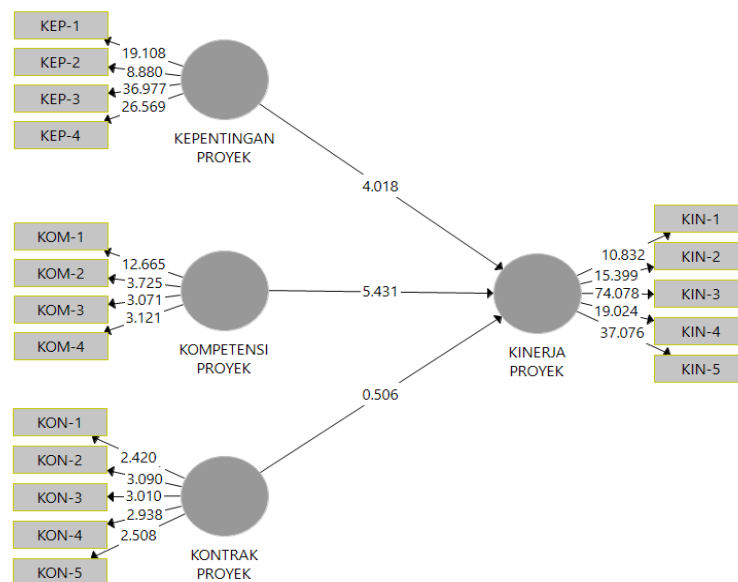 KEP-1
KEP-2
KEP-3
KEP-4
19.108
8.880
36.977
26.569
KEPENTINGAN
PROYEK
4.018
KOM-1
KOM-2
KOM-3
KOM-4
12.665
3.725
3.071
3.121
KOMPETENSI
PROYEK
5.431
KON-1
KON-2
KON-3
KON-4
KON-5
2.420
3.090
3.010
2.938
2.508
KONTRAK
PROYEK
0.506
KINERJA
PROYEK
10.832
15.399
74.078
19.024
37.076
KIN-1
KIN-2
KIN-3
KIN-4
KIN-5